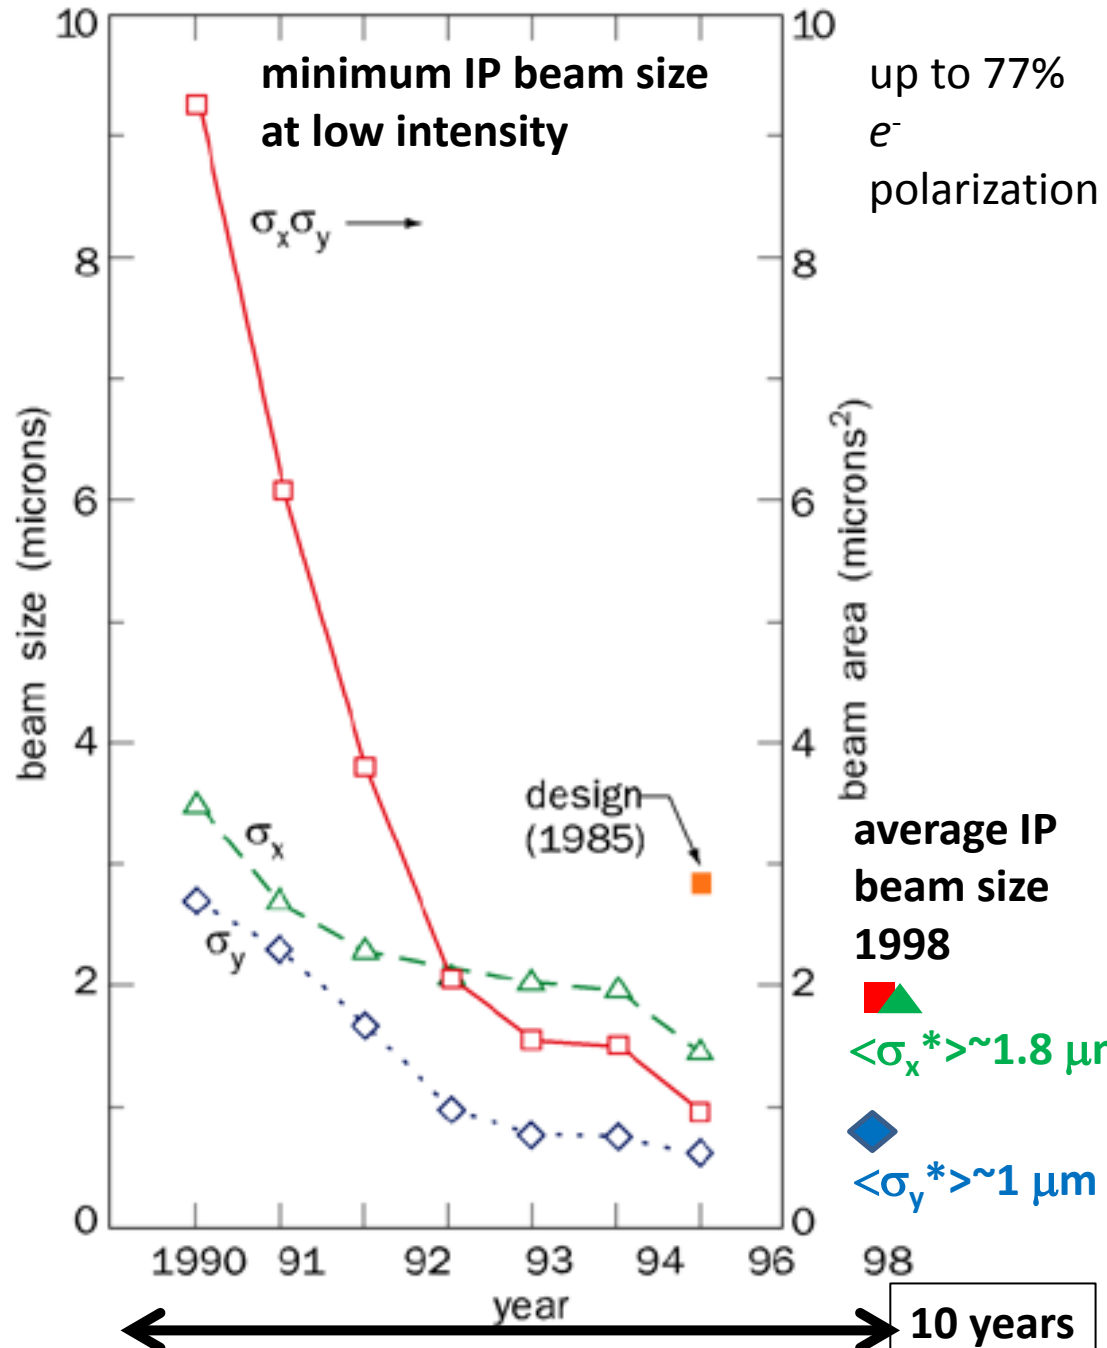 10
10
minimum IP beam size
at low intensity
up to 77%
e-
polarization
σxσy
8
8
beam size (microns)
beam area (microns²)
6
6
4
4
design
(1985)
σx
average IP
beam size
1998
σy
2
2
<σx*>~1.8 μ
<σy*>~1 μm
0
0
1990 91 92 93 94 96 98
year
10 years